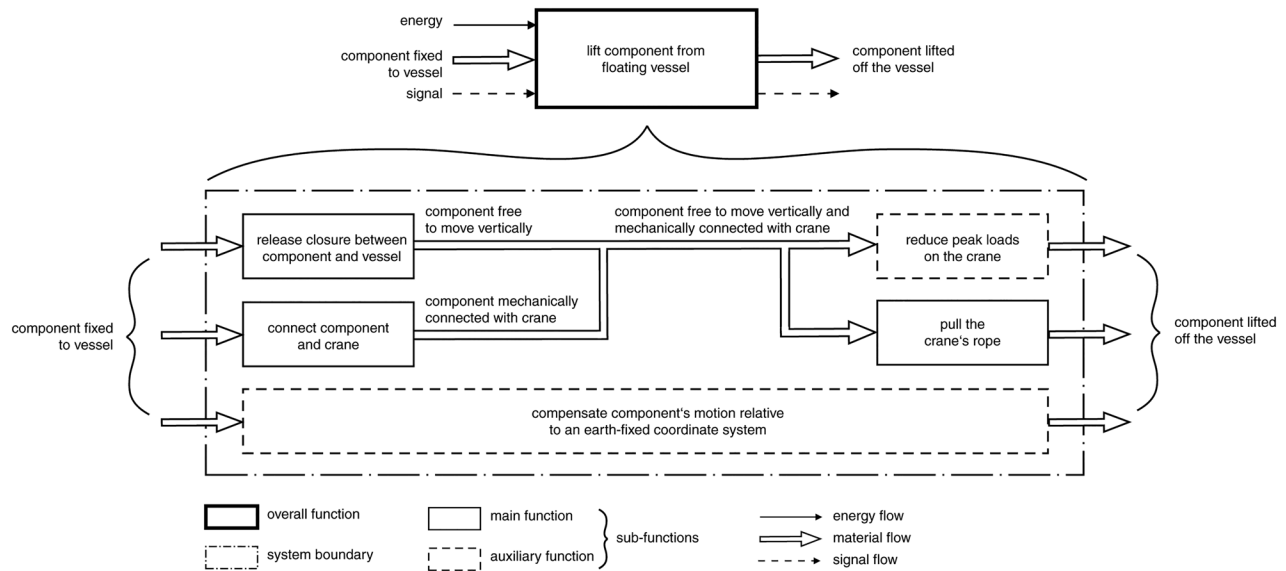 energy
component fixed
to vessel
signal
lift component from
floating vessel
component lifted
off the vessel
component free
to move vertically
component free to move vertically and
mechanically connected with crane
release closure between
component and vessel
reduce peak loads
on the crane
component mechanically
connected with crane
component fixed
to vessel
connect component
and crane
pull the
crane‘s rope
component lifted
off the vessel
compensate component‘s motion relative
to an earth-fixed coordinate system
overall function
main function
energy flow
sub-functions
material flow
system boundary
auxiliary function
signal flow